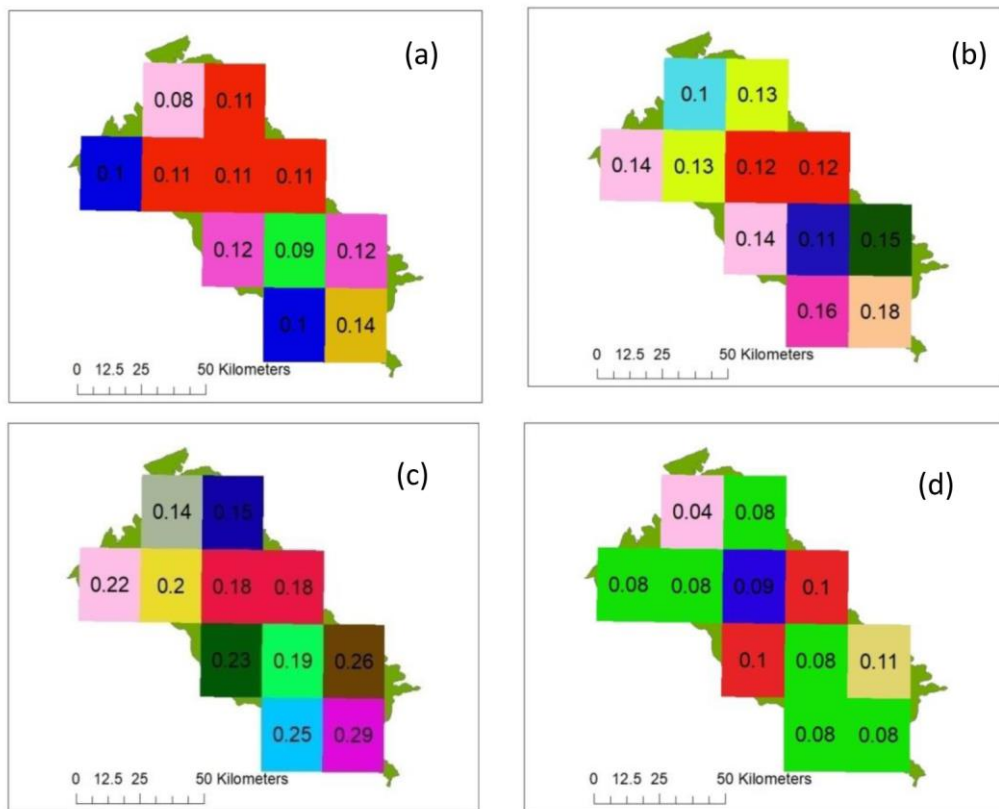 (a)
0.08 0.11
0.1 0.11 0.11 0.11
0.12 0.09 0.12
0.1 0.14
0 12.5 25 50 Kilometers
(b)
0.1 0.13
0.14 0.13 0.12 0.12
0.14 0.11 0.15
0.16 0.18
0 12.5 25 50 Kilometers
(c)
0.14 0.15
0.22 0.2 0.18 0.18
0.23 0.19 0.26
0.25 0.29
0 12.5 25 50 Kilometers
(d)
0.04 0.08
0.08 0.08 0.09 0.1
0.1 0.08 0.11
0.08 0.08
0 12.5 25 50 Kilometers